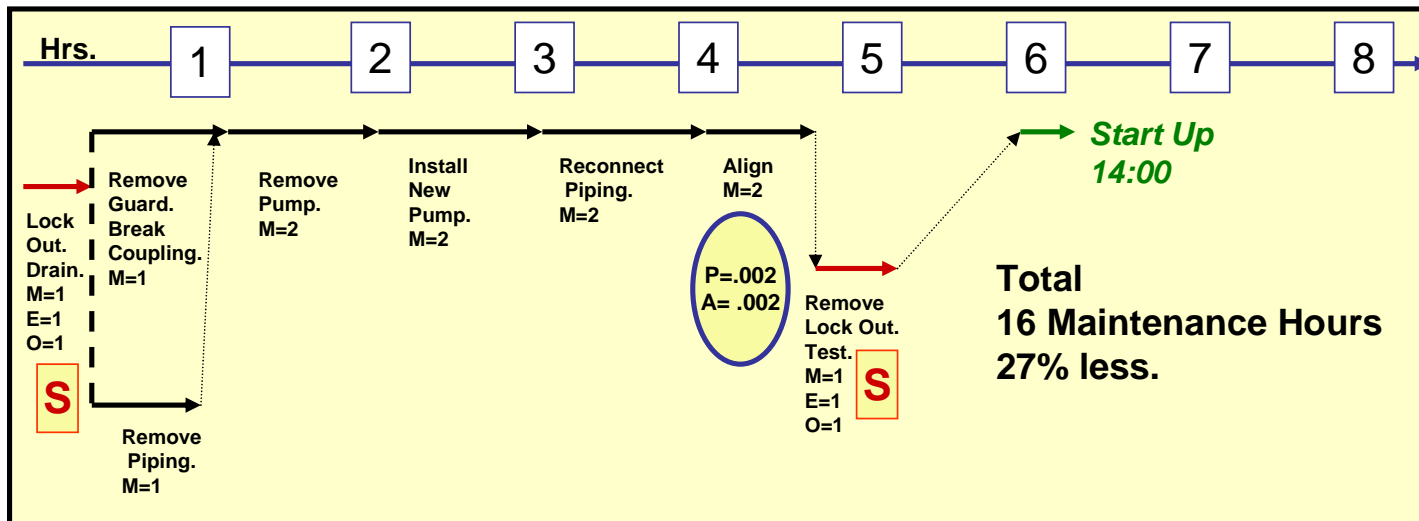 Hrs.
1
2
3
4
5
6
7
8
Lock
Out.
Drain.
M=1
E=1
O=1
S
Remove
Guard.
Break
Coupling.
M=1
Remove
Piping.
M=1
Remove
Pump.
M=2
Install
New
Pump.
M=2
Reconnect
Piping.
M=2
Align
M=2
P=.002
A= .002
Remove
Lock Out.
Test.
M=1
E=1
O=1
S
Start Up
14:00
Total
16 Maintenance Hours
27% less.